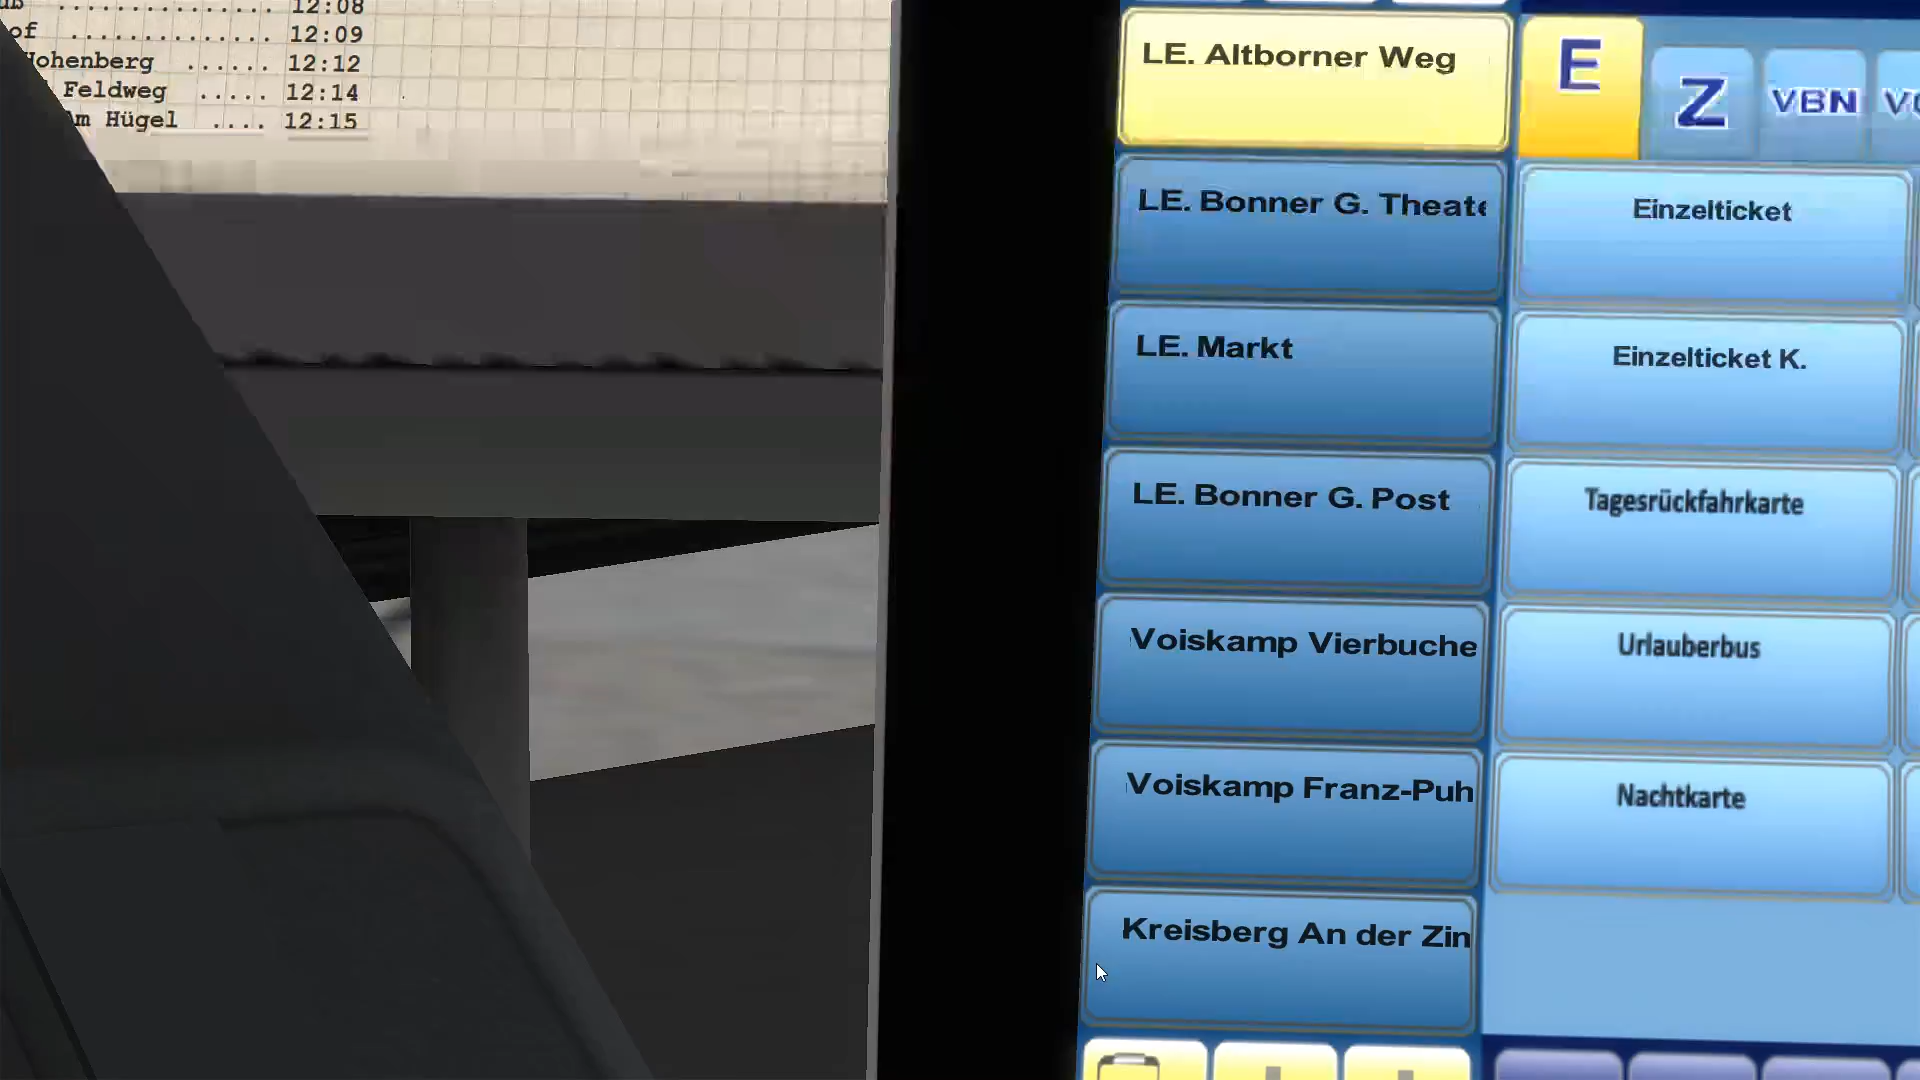 12:08
of ............. 12:09
Hohenberg ...... 12:12
Feldweg ..... 12:14
Am Hügel .... 12:15
LE. Altborner Weg
LE. Bonner G. Theate
LE. Markt
LE. Bonner G. Post
Voiskamp Vierbuche
Voiskamp Franz-Puh
Kreisberg An der Zin
E
Z
VBN
Einzelticket
Einzelticket K.
Tagesrückfahrkarte
Urlauberbus
Nachtkarte